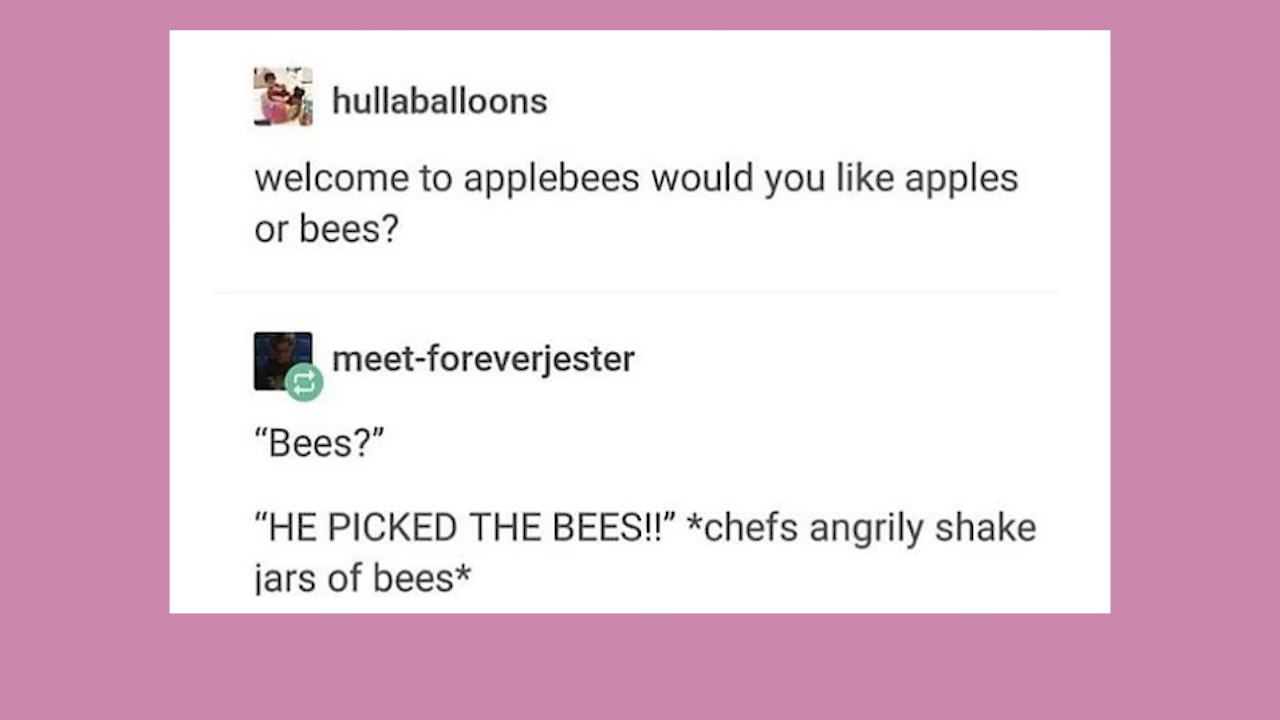 hullaballoons
welcome to applebees would you like apples
or bees?
meet-foreverjester
“Bees?”
“HE PICKED THE BEES!!” *chefs angrily shake
jars of bees*